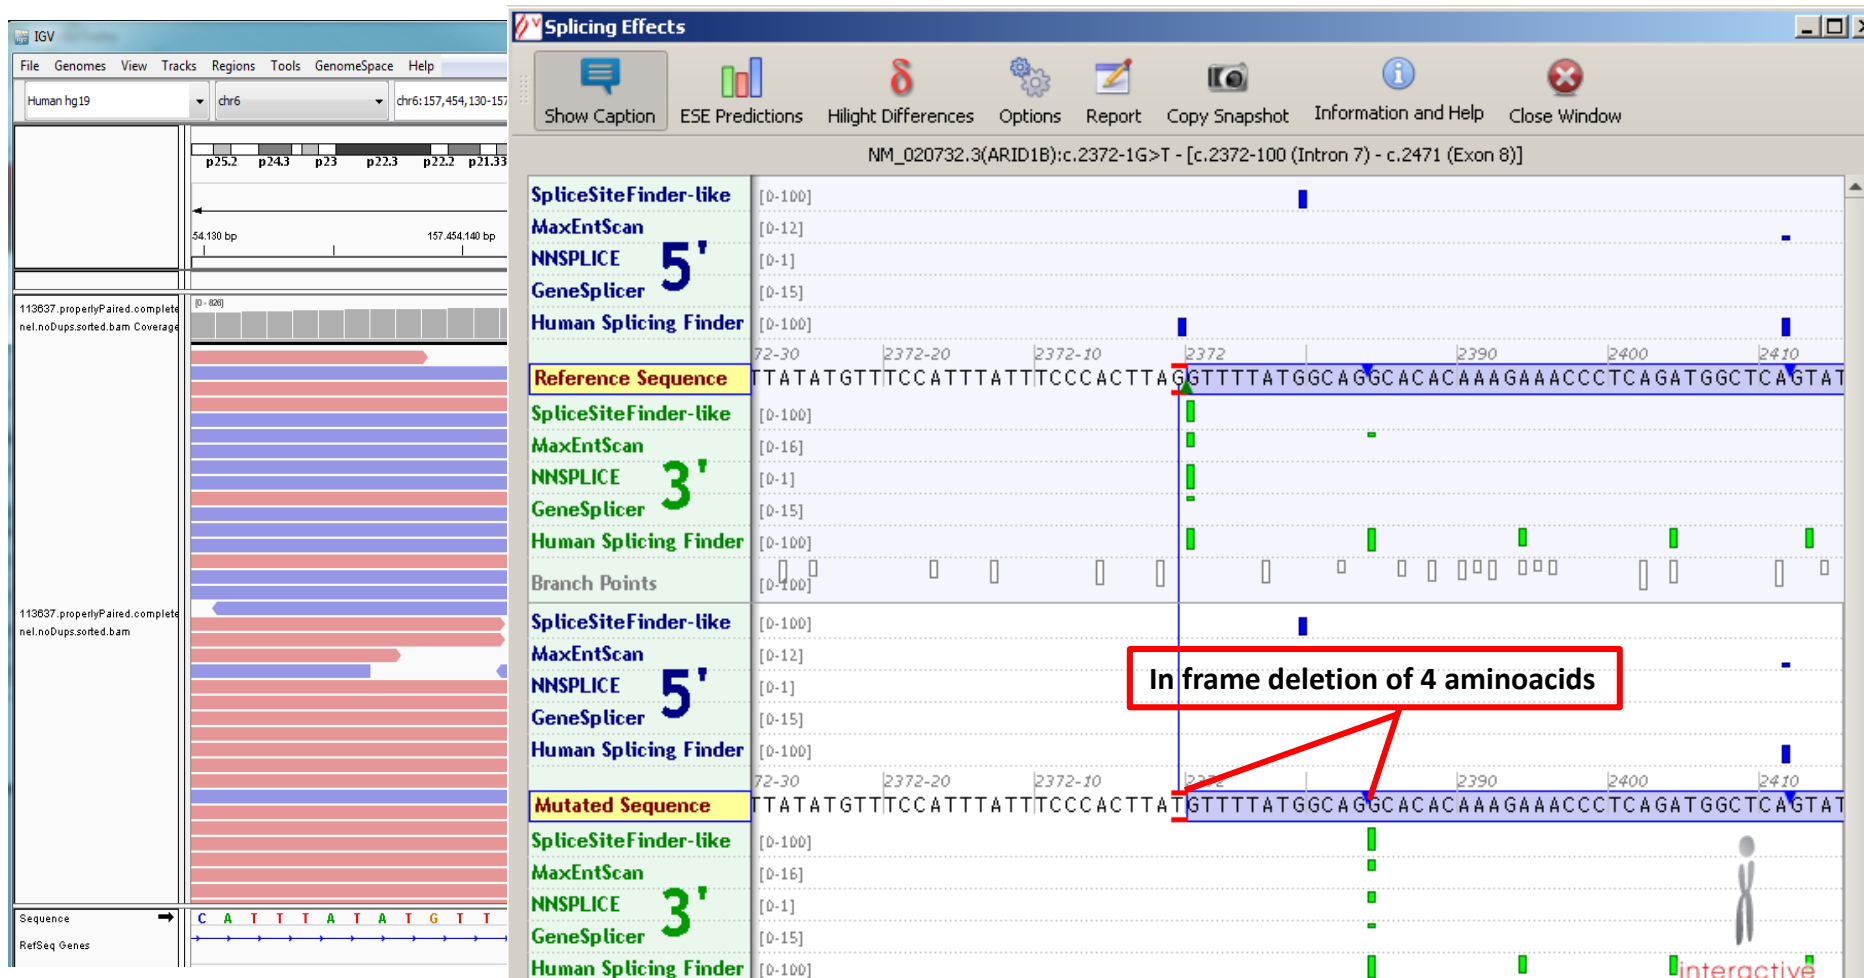 IGV
File Genomes View Tracks Regions Tools GenomeSpace Help
Human hg19 chr6 chr6:157,454,130-157
p25.2 p24.3 p23 p22.3 p22.2 p21.33
54.130 bp 157.454.140 bp
[0 - 826]
113637.properlyPaired.complete
nel.noDups.sorted.bam Coverage
113637.properlyPaired.complete
nel.noDups.sorted.bam
Sequence C A T T T A T A T G T T
RefSeq Genes
Splicing Effects
Show Caption ESE Predictions Hilight Differences Options Report Copy Snapshot Information and Help Close Window
NM_020732.3(ARID1B):c.2372-1G>T - [c.2372-100 (Intron 7) - c.2471 (Exon 8)]
SpliceSiteFinder-like [0-100]
MaxEntScan [0-12]
NNSPLICE [0-1]
5'
GeneSplicer [0-15]
Human Splicing Finder [0-100]
72-30 2372-20 2372-10 2372 2390 2400 2410
Reference Sequence TTATATGTTTCCATTTATTTCCCACTTAGGTTTTATGGCAGGCACACAAAGAAACCCTCAGATGGCTCAGTAT
SpliceSiteFinder-like [0-100]
MaxEntScan [0-16]
NNSPLICE [0-1]
3'
GeneSplicer [0-15]
Human Splicing Finder [0-100]
Branch Points [0-100]
SpliceSiteFinder-like [0-100]
MaxEntScan [0-12]
In frame deletion of 4 aminoacids
NNSPLICE [0-1]
5'
GeneSplicer [0-15]
Human Splicing Finder [0-100]
72-30 2372-20 2372-10 2372 2390 2400 2410
Mutated Sequence TTATATGTTTCCATTTATTTCCCACTTATGTTTTATGGCAGGCACACAAAGAAACCCTCAGATGGCTCAGTAT
SpliceSiteFinder-like [0-100]
MaxEntScan [0-16]
NNSPLICE [0-1]
3'
GeneSplicer [0-15]
Human Splicing Finder [0-100]
interactive